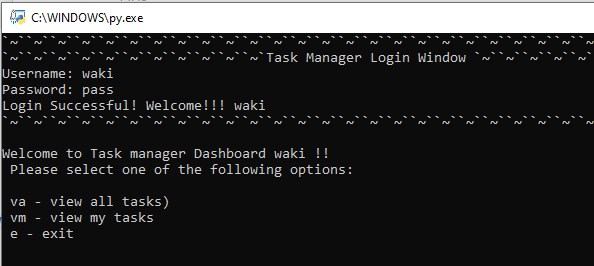 C:\WINDOWS\py.exe
`~``~``~``~``~``~``~``~``~``~``~``~``~``~``~``~``~``~``~``~``~``~``~``~``~
`~``~``~``~``~``~``~``~``~``~`~Task Manager Login Window `~``~``~``~``~`
Username: waki
Password: pass
Login Successful! Welcome!!! waki
`~``~``~``~``~``~``~``~``~``~``~``~``~``~``~``~``~``~``~``~``~``~``~``~``~
Welcome to Task manager Dashboard waki !!
Please select one of the following options:
va - view all tasks)
vm - view my tasks
e - exit